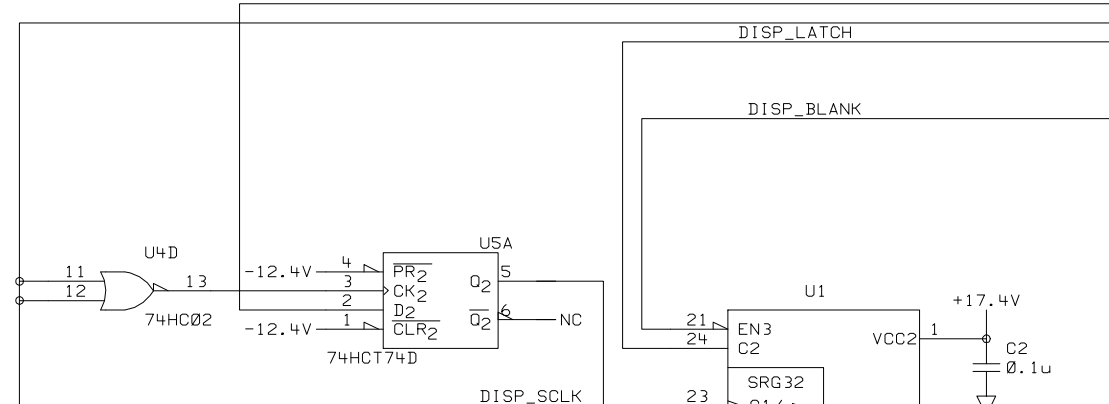 DISP_LATCH
DISP_BLANK
U4D
11
12
13
74HCØ2
U5A
-12.4V
4
PR2
3
CK2
2
D2
-12.4V
1
CLR2
Q2
5
Q2
6
NC
74HCT74D
DISP_SCLK
U1
21
EN3
24
C2
VCC2
1
+17.4V
C2
Ø.1u
SRG32
23